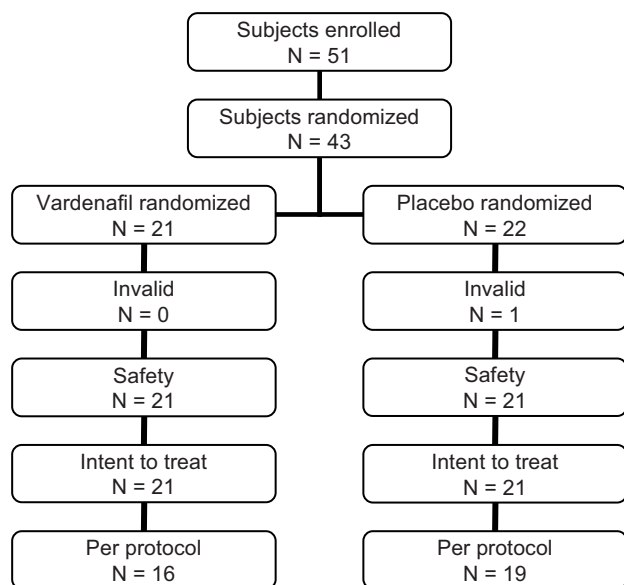 Subjects enrolled
N = 51
Subjects randomized
N = 43
Vardenafil randomized
N = 21
Placebo randomized
N = 22
Invalid
N = 0
Invalid
N = 1
Safety
N = 21
Safety
N = 21
Intent to treat
N = 21
Intent to treat
N = 21
Per protocol
N = 16
Per protocol
N = 19